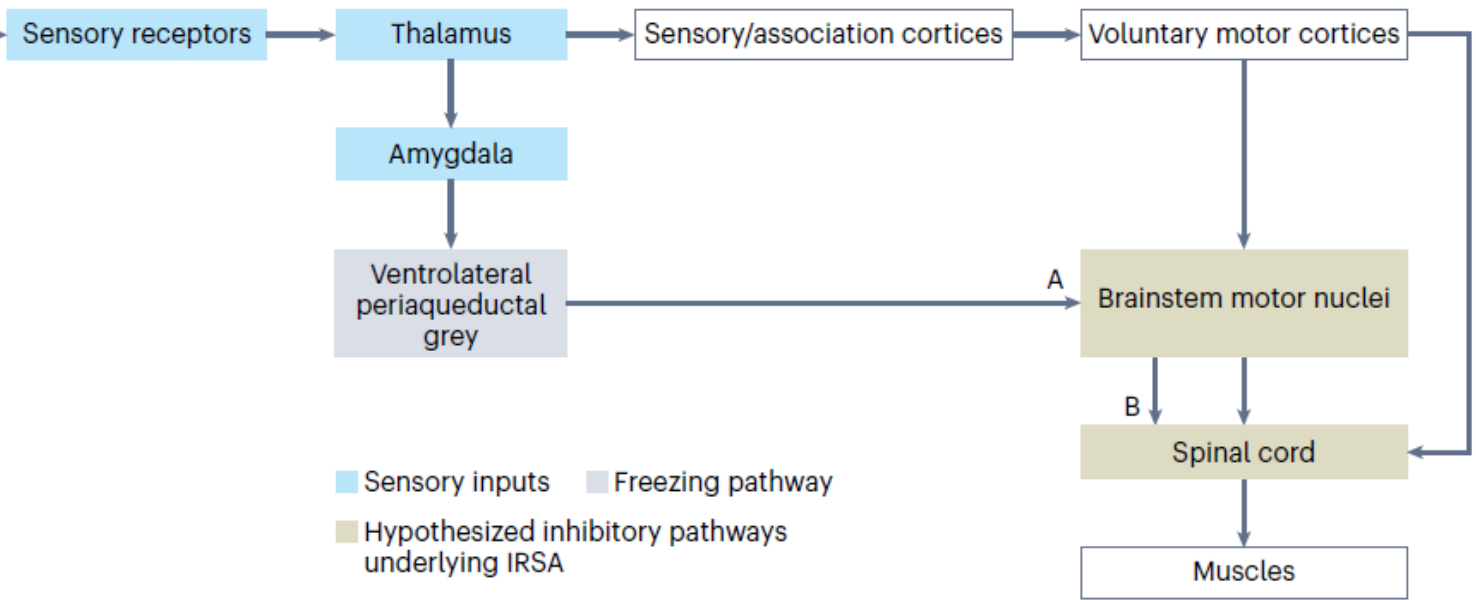 Sensory receptors
Thalamus
Sensory/association cortices
Voluntary motor cortices
Amygdala
Ventrolateral
periaqueductal
grey
A
Brainstem motor nuclei
B
Spinal cord
Sensory inputs
Freezing pathway
Hypothesized inhibitory pathways
underlying IRSA
Muscles